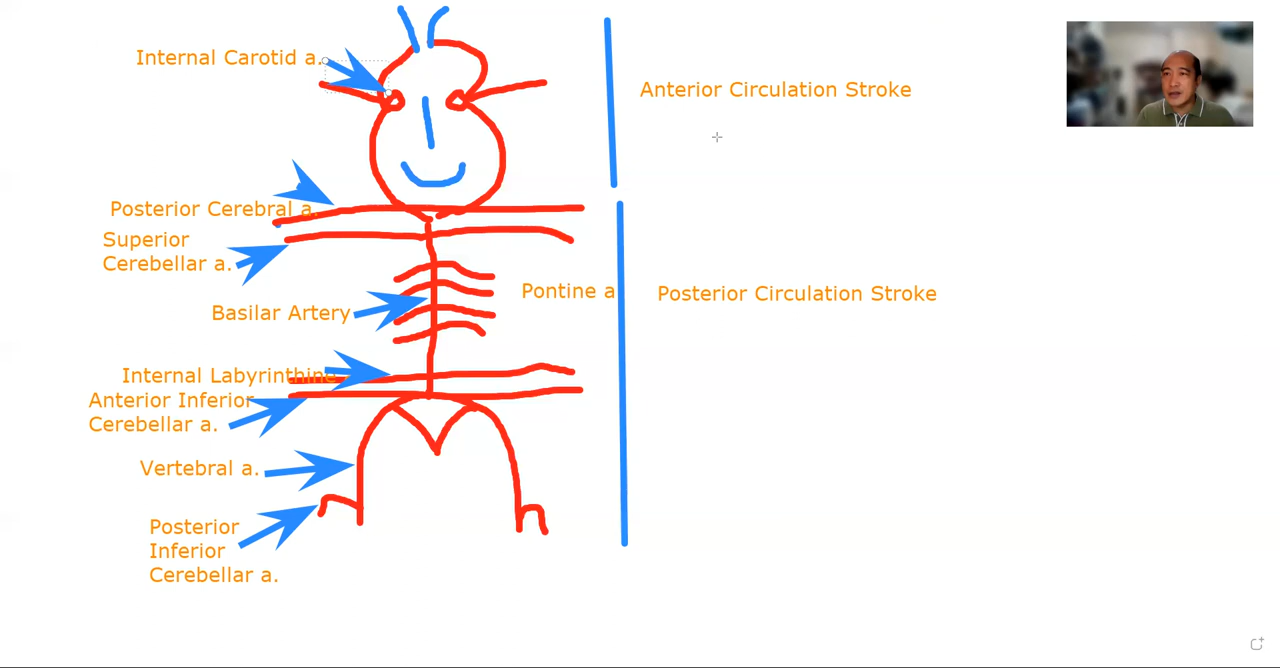 Internal Carotid a.
Anterior Circulation Stroke
Posterior Cerebral a.
Superior
Cerebellar a.
Basilar Artery
Pontine a
Posterior Circulation Stroke
Internal Labyrinthine
Anterior Inferior
Cerebellar a.
Vertebral a.
Posterior
Inferior
Cerebellar a.